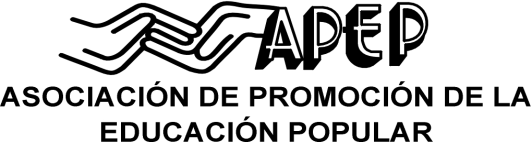 APEP
ASOCIACIÓN DE PROMOCIÓN DE LA
EDUCACIÓN POPULAR